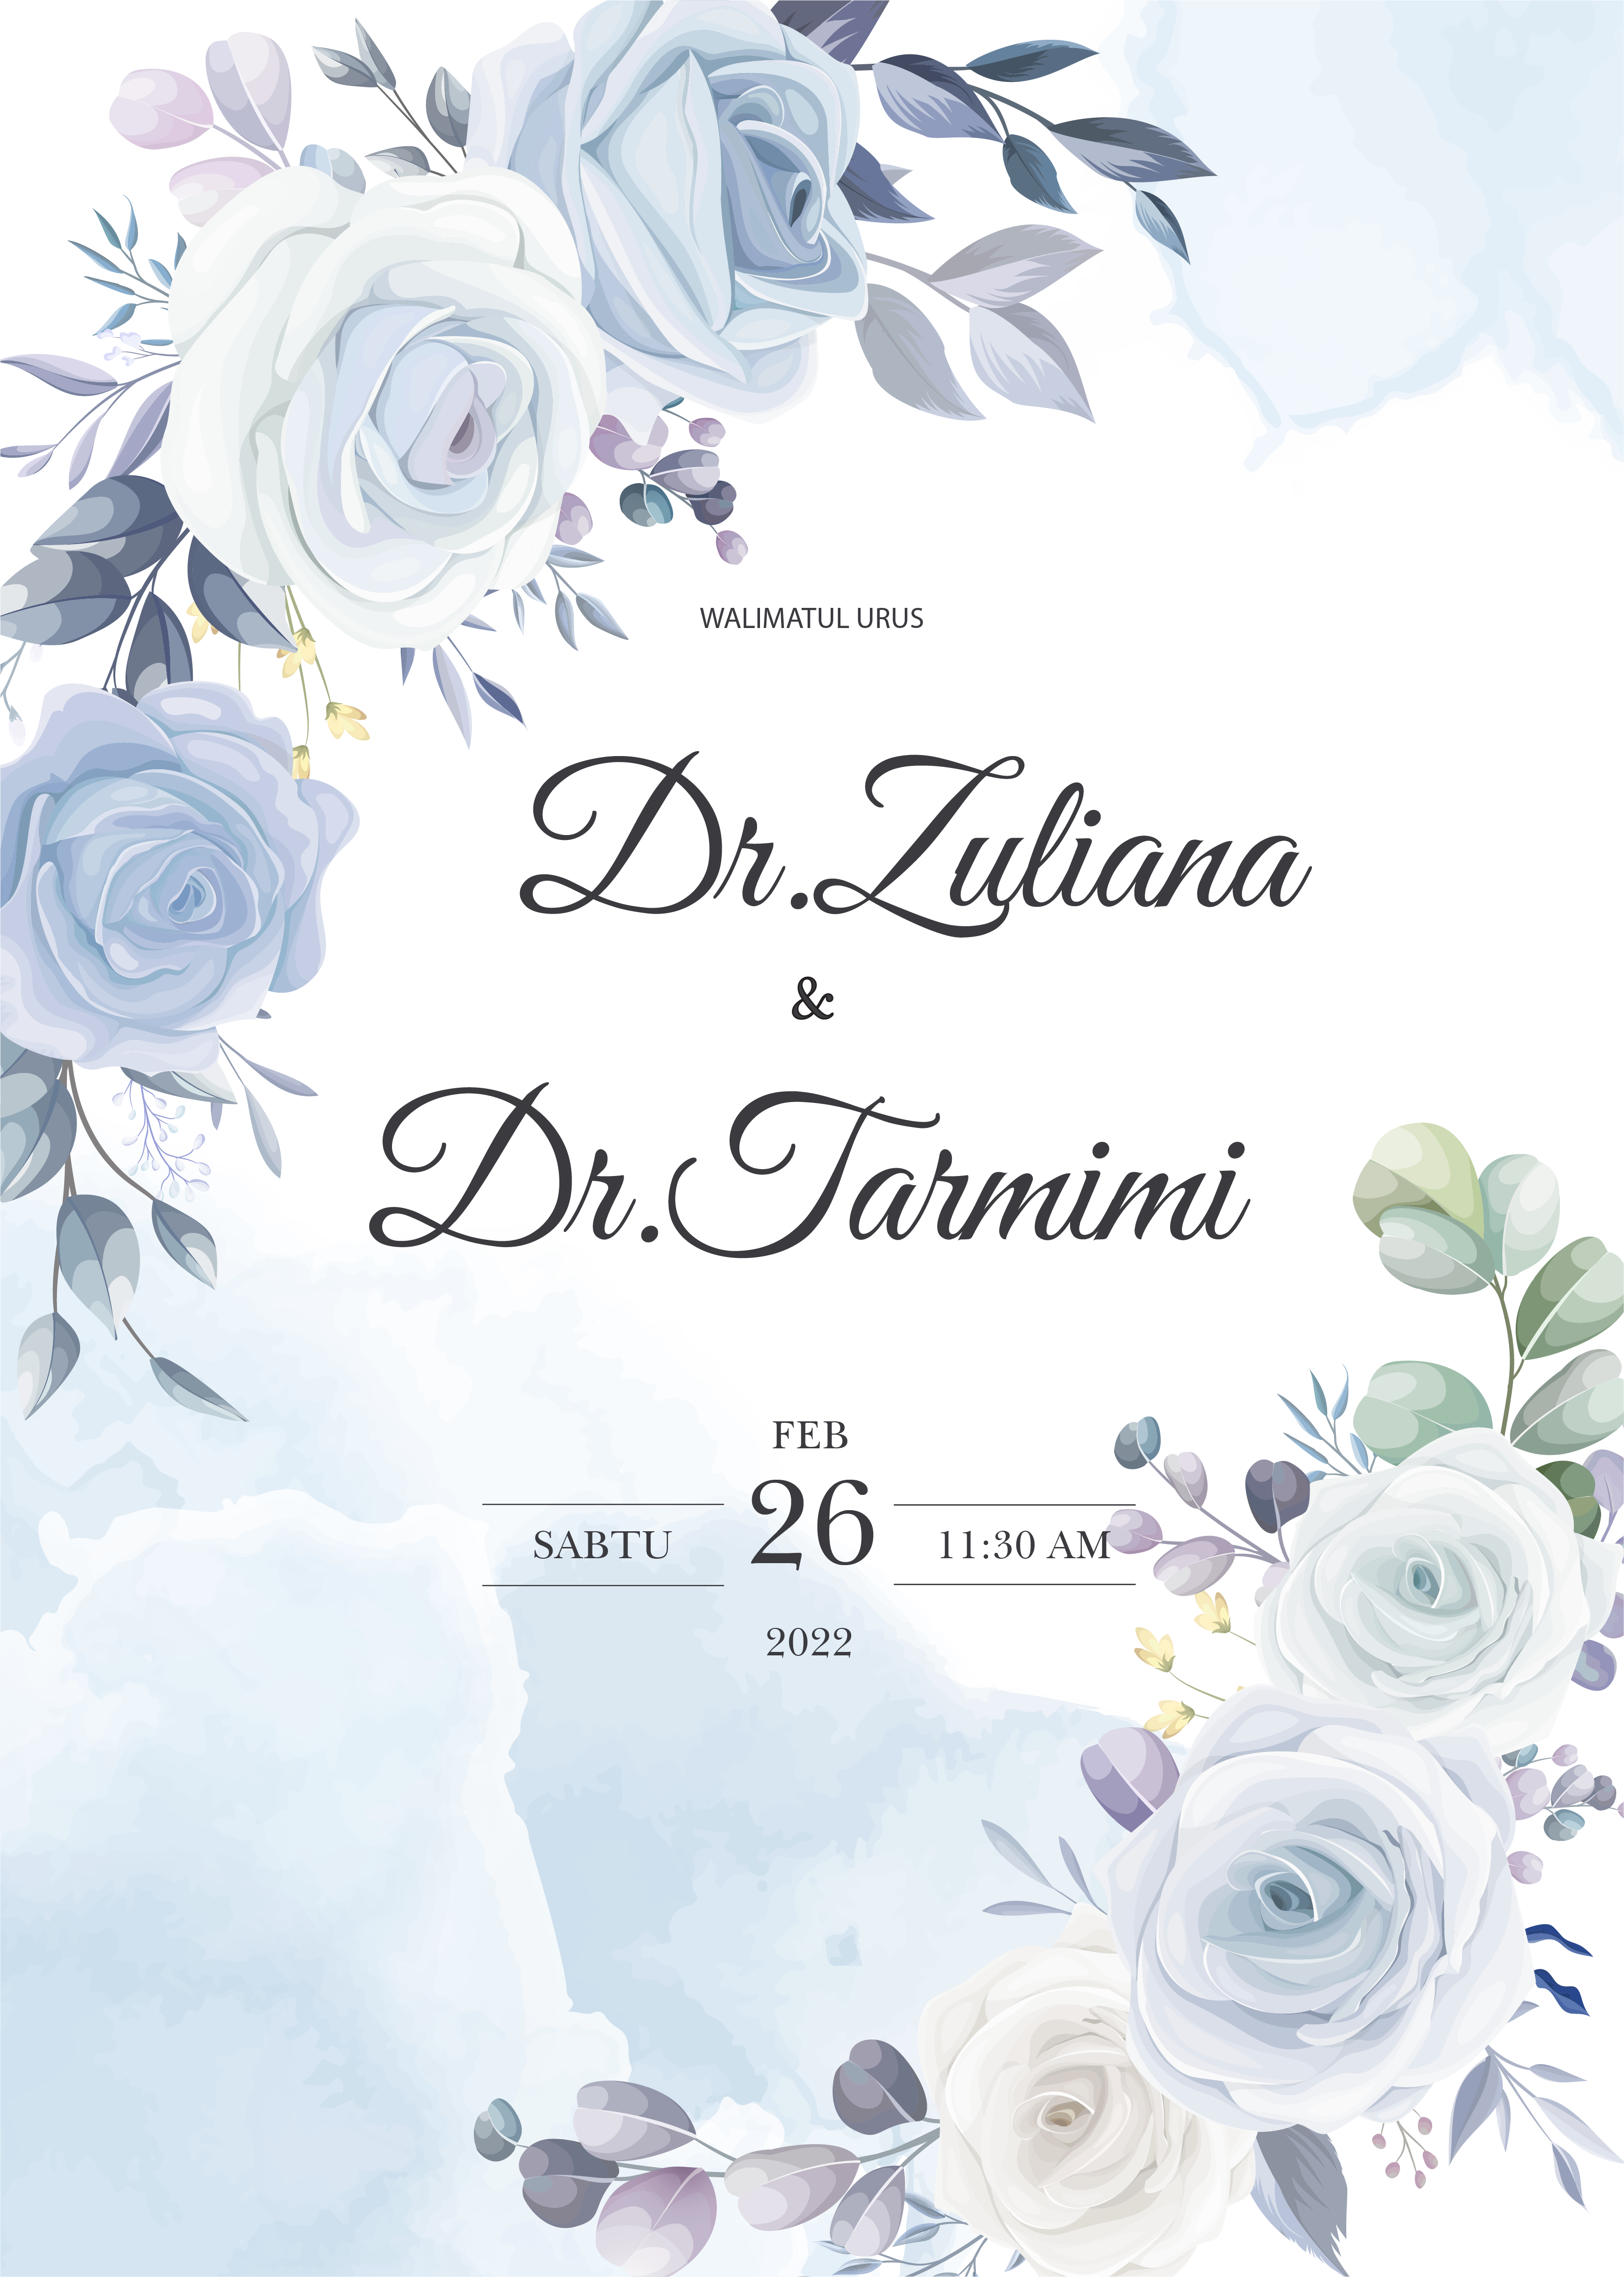 WALIMATUL URUS
Dr.Zuliana
&
Dr.Tarmimi
FEB
SABTU 26 11:30 AM
2022